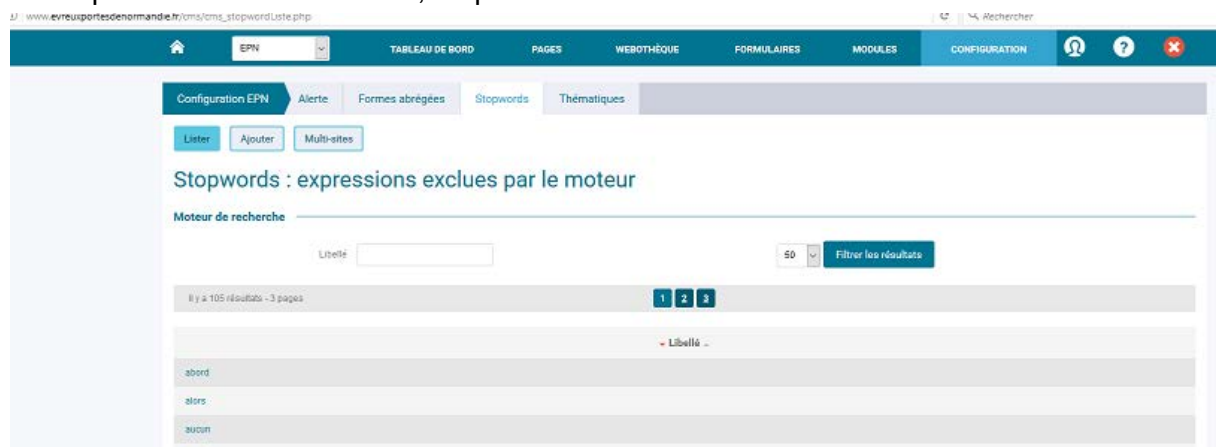 www.evreuxportesdenormandie.fr/cms/cms_stopwordListe.php
Rechercher
EPN TABLEAU DE BORD PAGES WEBOTHÈQUE FORMULAIRES MODULES CONFIGURATION ?
Configuration EPN Alerte Formes abrégées Stopwords Thématiques
Lister Ajouter Multi-sites
Stopwords : expressions exclues par le moteur
Moteur de recherche
Libellé 50 Filtrer les résultats
Il y a 105 résultats - 3 pages 1 2 3
Libellé
abord
alors
aucun